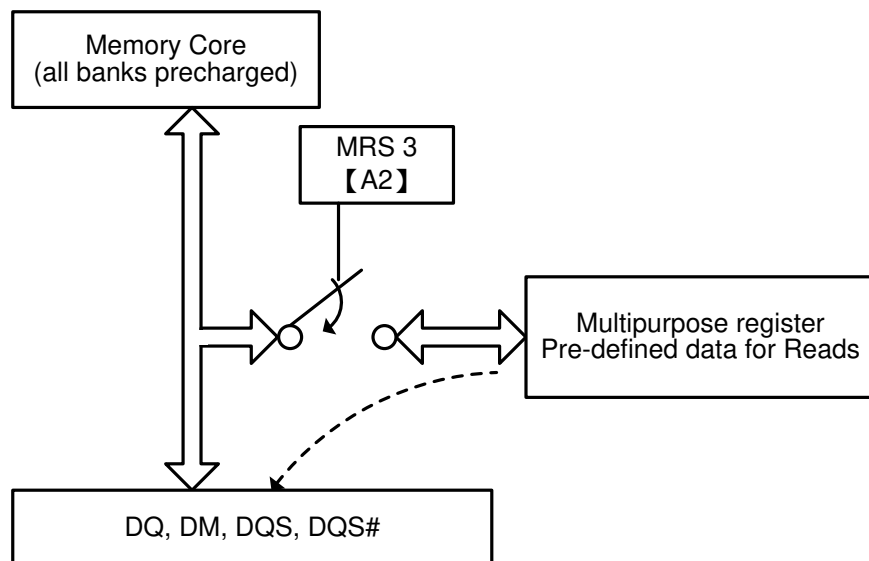 Memory Core
(all banks precharged)
MRS 3
【A2】
Multipurpose register
Pre-defined data for Reads
DQ, DM, DQS, DQS#